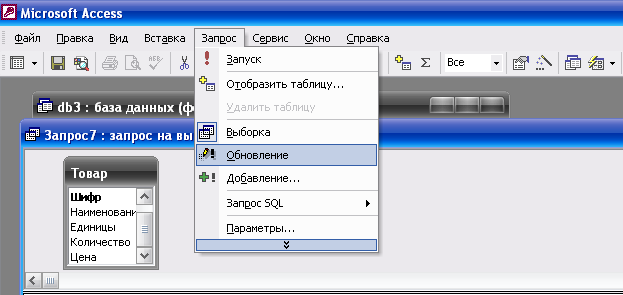 Microsoft Access
Файл Правка Вид Вставка Запрос Сервис Окно Справка
Все
Запуск
Отобразить таблицу...
Удалить таблицу
Выборка
Обновление
Добавление...
Запрос SQL
Параметры...
db3 : база данных (ф
Запрос7 : запрос на вы
Товар
Шифр
Наименовани
Единицы
Количество
Цена